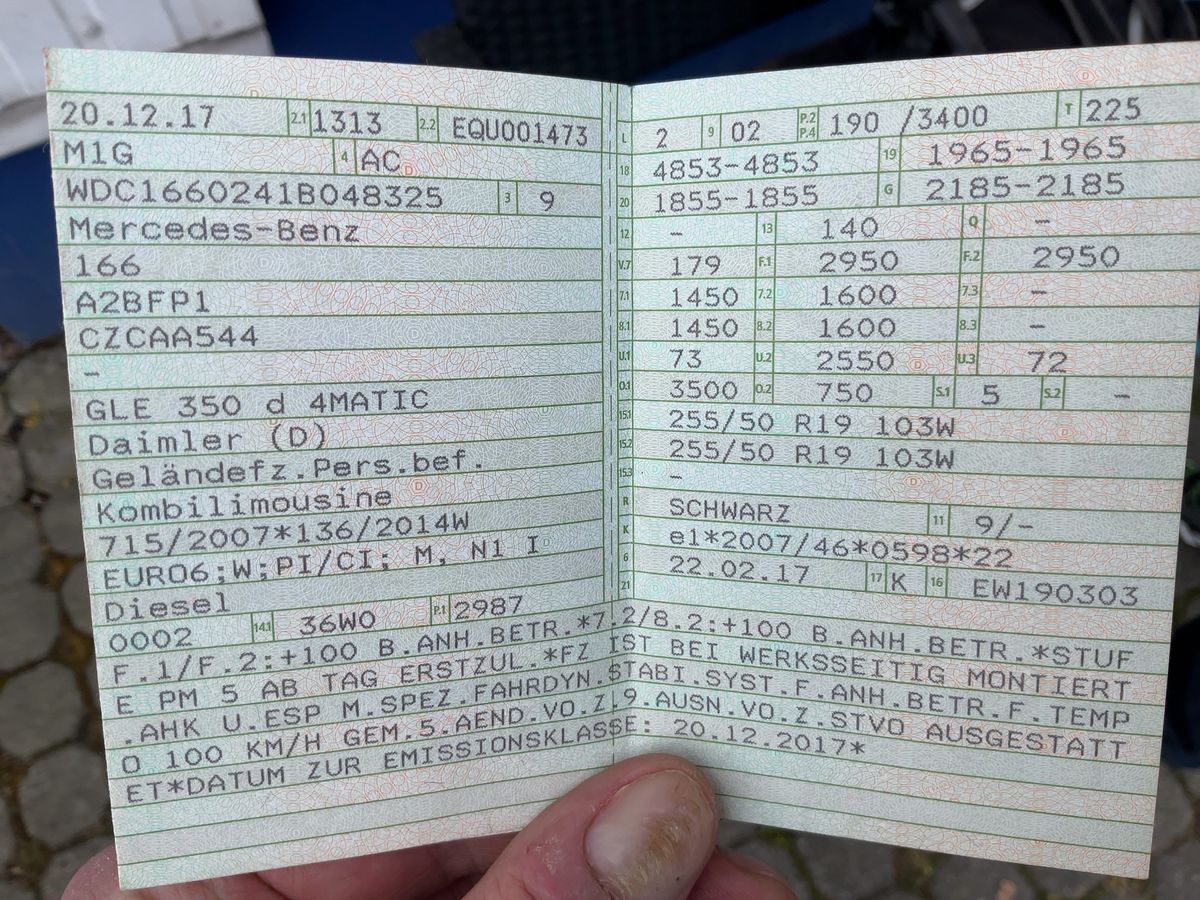 20.12.17 2.1 1313 2.2 EQU001473
M1G 4 AC
WDC1660241B048325 3 9
Mercedes-Benz
166
A2BFP1
CZCAA544
–
GLE 350 d 4MATIC
Daimler (D)
Geländefz.Pers.bef.
Kombilimousine
715/2007*136/2014W
EURO6;W;PI/CI; M, N1 I
Diesel
0002 14.1 36W0 P.1 2987
L 2 9 02 P.2 P.4 190 /3400 T 225
18 4853-4853 19 1965-1965
20 1855-1855 G 2185-2185
12 – 13 140 Q –
V.7 179 F.1 2950 F.2 2950
7.1 1450 7.2 1600 7.3 –
8.1 1450 8.2 1600 8.3 –
U.1 73 U.2 2550 U.3 72
O.1 3500 O.2 750 S.1 5 S.2 –
15.1 255/50 R19 103W
15.2 255/50 R19 103W
15.3 –
R SCHWARZ 11 9/-
K e1*2007/46*0598*22
6 22.02.17 17 K 16 EW190303
21
F.1/F.2:+100 B.ANH.BETR.*7.2/8.2:+100 B.ANH.BETR.*STUF
E PM 5 AB TAG ERSTZUL.*FZ IST BEI WERKSSEITIG MONTIERT
.AHK U.ESP M.SPEZ.FAHRDYN.STABI.SYST.F.ANH.BETR.F.TEMP
O 100 KM/H GEM.5.AEND.VO.Z.9.AUSN.VO.Z.STVO AUSGESTATT
ET*DATUM ZUR EMISSIONSKLASSE: 20.12.2017*